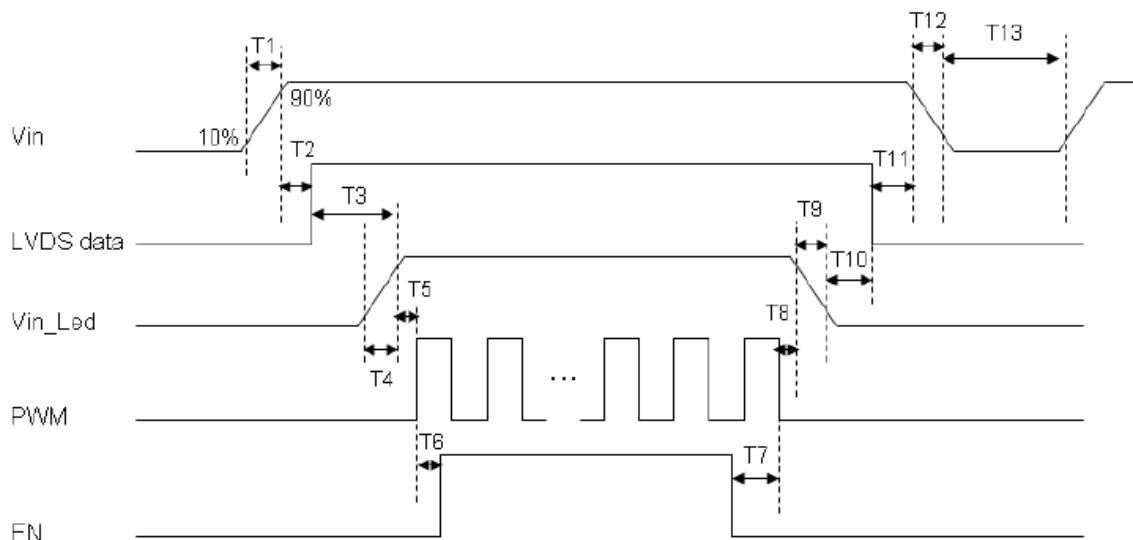 T12
T1
T13
90%
Vin
10%
T2
T11
T3
T9
LVDS data
T10
T5
Vin_Led
T8
T4
...
PWM
T6
T7
EN